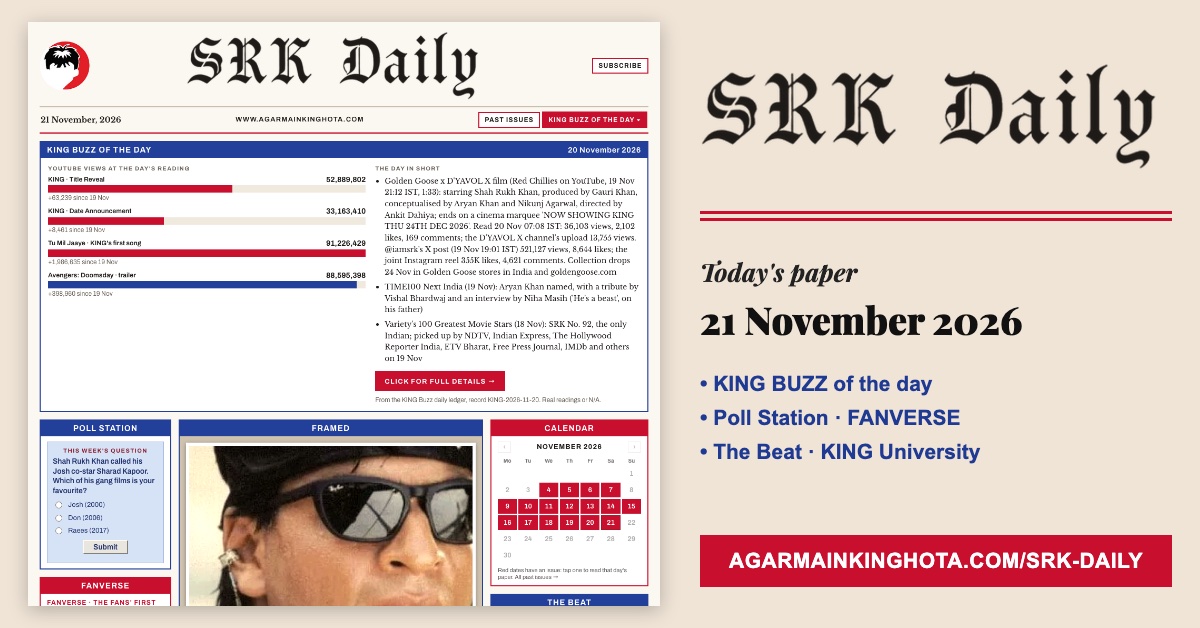 SRK Daily
SUBSCRIBE
21 November, 2026
WWW.AGARMAINKINGHOTA.COM
PAST ISSUES
KING BUZZ OF THE DAY
KING BUZZ OF THE DAY
20 November 2026
YOUTUBE VIEWS AT THE DAY'S READING
KING · Title Reveal 52,889,802
+63,239 since 19 Nov
KING · Date Announcement 33,163,410
+8,461 since 19 Nov
Tu Mil Jaaye · KING's first song 91,226,429
+1,986,835 since 19 Nov
Avengers: Doomsday · trailer 88,595,398
+398,960 since 19 Nov
THE DAY IN SHORT
• Golden Goose x D'YAVOL X film (Red Chillies on YouTube, 19 Nov
21:12 IST, 1:33): starring Shah Rukh Khan, produced by Gauri Khan,
conceptualised by Aryan Khan and Nikunj Agarwal, directed by
Ankit Dahiya; ends on a cinema marquee 'NOW SHOWING KING
THU 24TH DEC 2026'. Read 20 Nov 07:08 IST: 36,103 views, 2,102
likes, 169 comments; the D'YAVOL X channel's upload 13,755 views.
@iamsrk's X post (19 Nov 19:01 IST) 521,127 views, 8,644 likes; the
joint Instagram reel 355K likes, 4,621 comments. Collection drops
24 Nov in Golden Goose stores in India and goldengoose.com
• TIME100 Next India (19 Nov): Aryan Khan named, with a tribute by
Vishal Bhardwaj and an interview by Niha Masih ('He's a beast', on
his father)
• Variety's 100 Greatest Movie Stars (18 Nov): SRK No. 92, the only
Indian; picked up by NDTV, Indian Express, The Hollywood
Reporter India, ETV Bharat, Free Press Journal, IMDb and others
on 19 Nov
CLICK FOR FULL DETAILS →
From the KING Buzz daily ledger, record KING-2026-11-20. Real readings or N/A.
POLL STATION
THIS WEEK'S QUESTION
Shah Rukh Khan called his
Josh co-star Sharad Kapoor.
Which of his gang films is your
favourite?
Josh (2000)
Don (2006)
Raees (2017)
Submit
FANVERSE
FANVERSE · THE FANS' FIRST
FRAMED
CALENDAR
‹ NOVEMBER 2026 ›
Mo Tu We Th Fr Sa Su
1
2 3 4 5 6 7 8
9 10 11 12 13 14 15
16 17 18 19 20 21 22
23 24 25 26 27 28 29
30
Red dates have an issue: tap one to read that day's
paper. All past issues →
THE BEAT
SRK Daily
Today's paper
21 November 2026
• KING BUZZ of the day
• Poll Station · FANVERSE
• The Beat · KING University
AGARMAINKINGHOTA.COM/SRK-DAILY